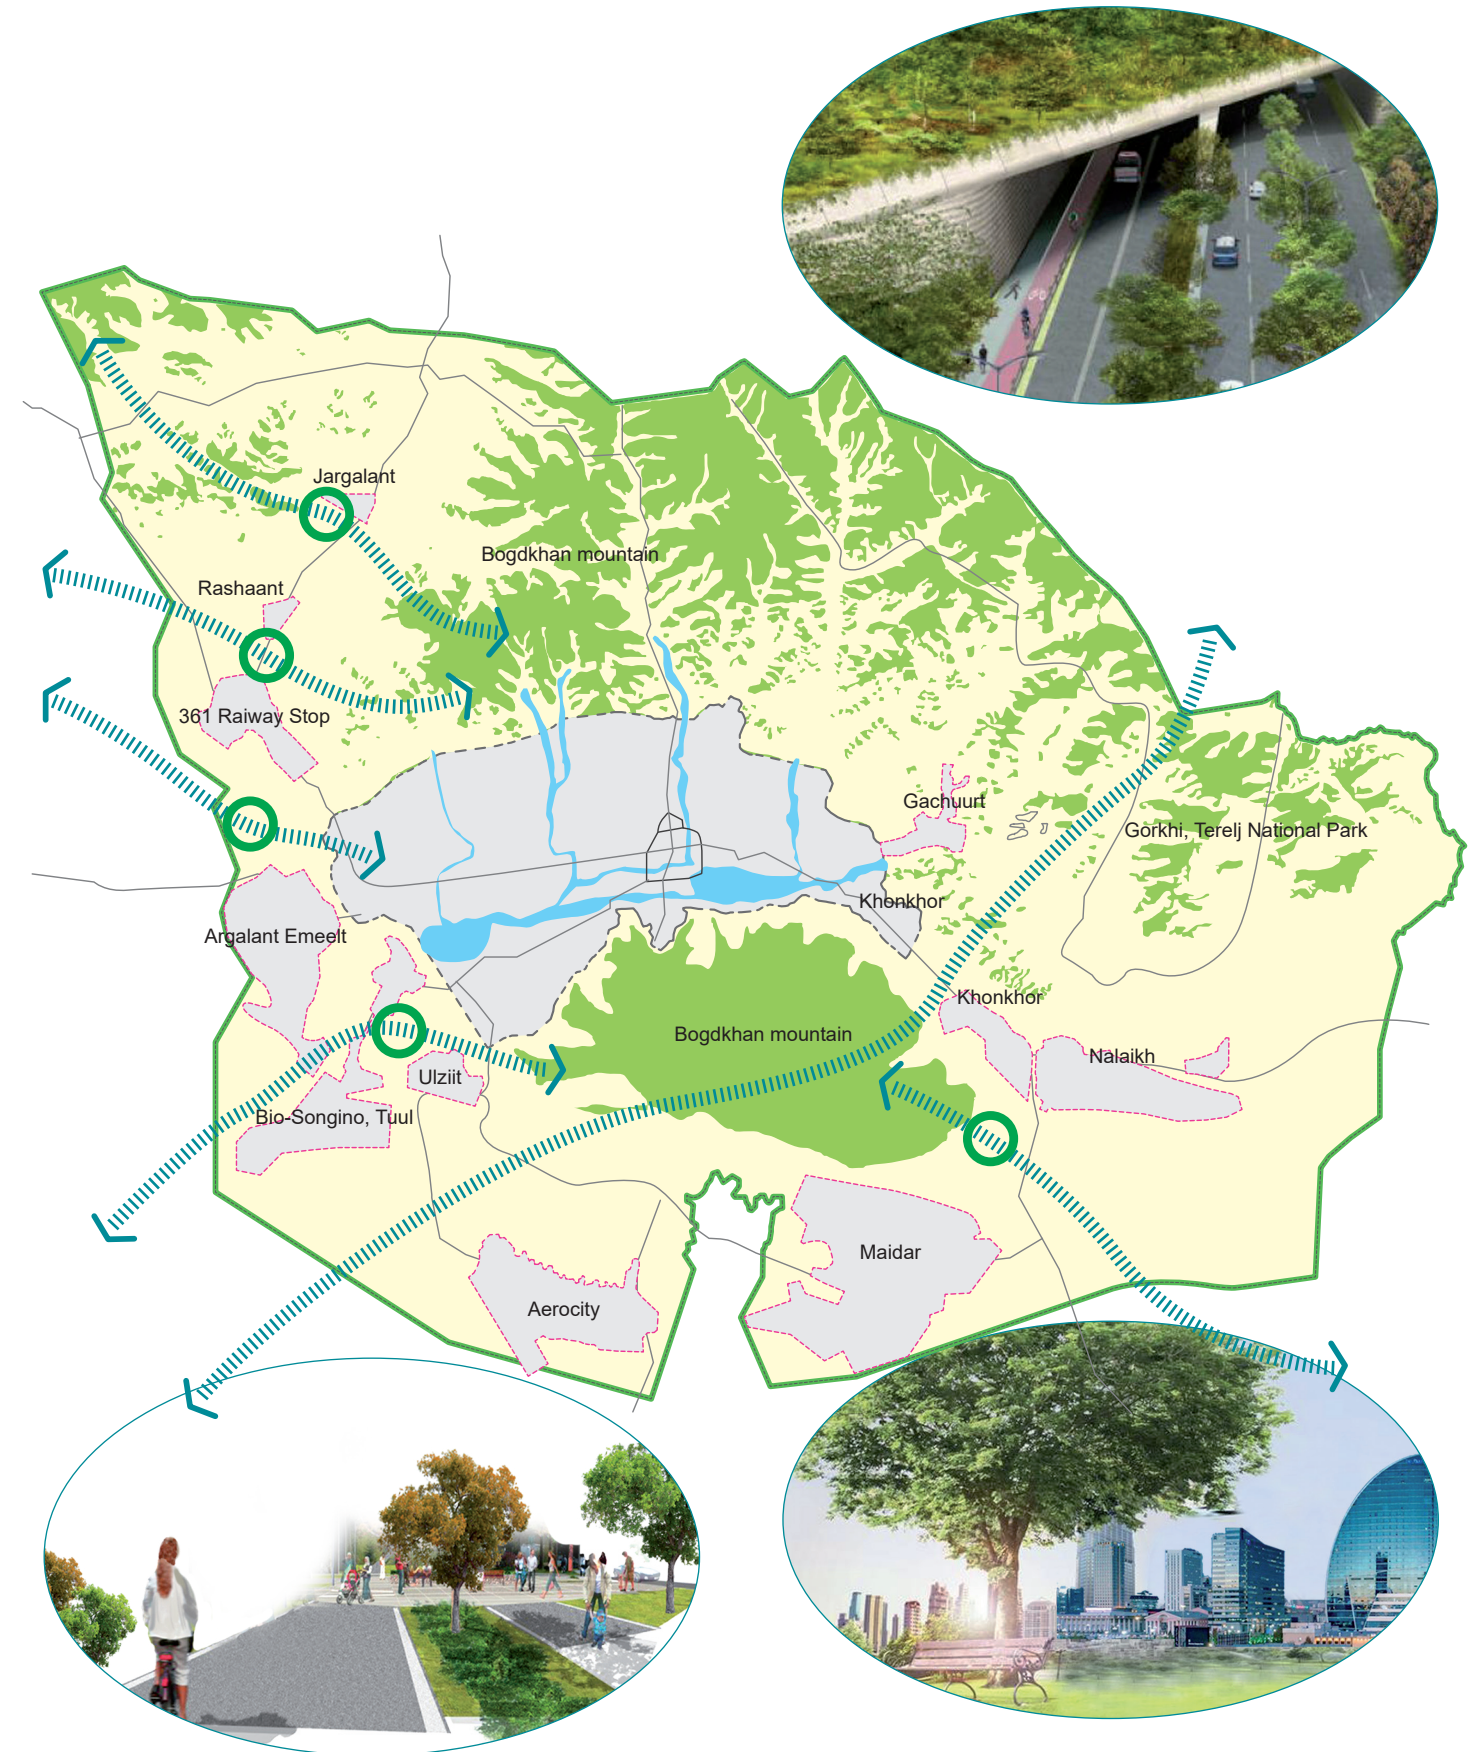 Jargalant
Bogdkhan mountain
Rashaant
361 Raiway Stop
Gachuurt
Gorkhi, Terelj National Park
Khonkhor
Argalant Emeelt
Khonkhor
Bogdkhan mountain
Nalaikh
Ulziit
Bio-Songino, Tuul
Maidar
Aerocity